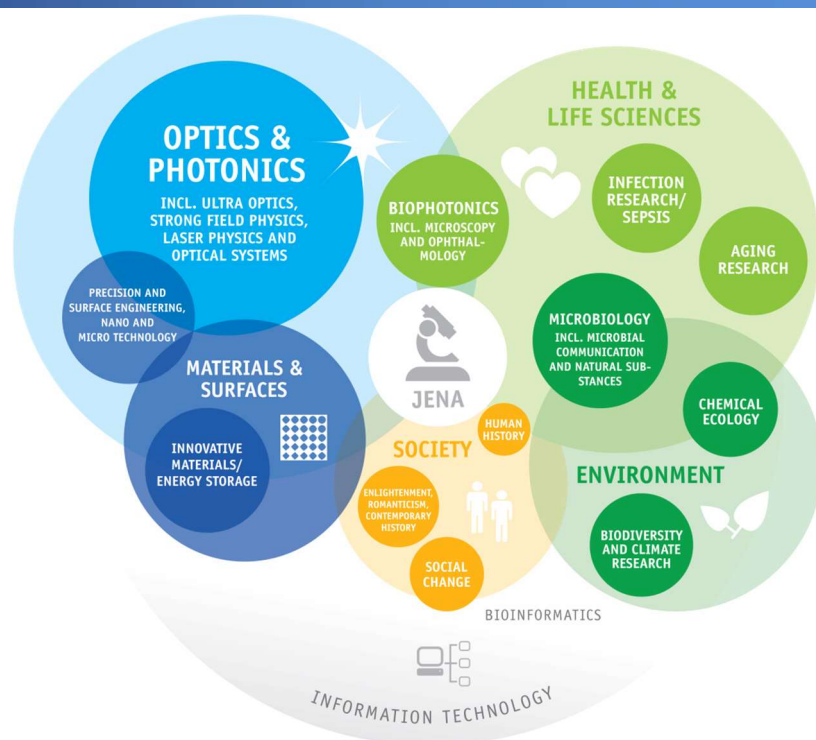 OPTICS &
PHOTONICS
INCL. ULTRA OPTICS,
STRONG FIELD PHYSICS,
LASER PHYSICS AND
OPTICAL SYSTEMS
PRECISION AND
SURFACE ENGINEERING,
NANO AND
MICRO TECHNOLOGY
MATERIALS &
SURFACES
INNOVATIVE
MATERIALS/
ENERGY STORAGE
BIOPHOTONICS
INCL. MICROSCOPY
AND OPHTHAL-
MOLOGY
JENA
HEALTH &
LIFE SCIENCES
INFECTION
RESEARCH/
SEPSIS
AGING
RESEARCH
MICROBIOLOGY
INCL. MICROBIAL
COMMUNICATION
AND NATURAL SUB-
STANCES
CHEMICAL
ECOLOGY
ENVIRONMENT
BIODIVERSITY
AND CLIMATE
RESEARCH
HUMAN
HISTORY
SOCIETY
ENLIGHTENMENT,
ROMANTICISM,
CONTEMPORARY
HISTORY
SOCIAL
CHANGE
BIOINFORMATICS
INFORMATION TECHNOLOGY